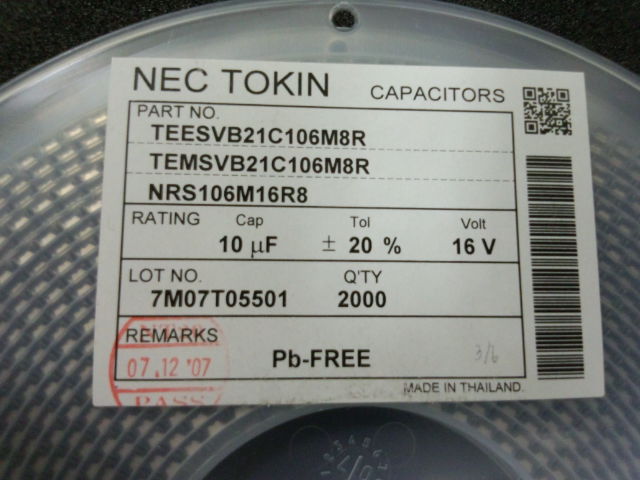 NEC TOKIN CAPACITORS
PART NO.
TEESVB21C106M8R
TEMSVB21C106M8R
NRS106M16R8
RATING Cap Tol Volt
10 µF ± 20 % 16 V
LOT NO. Q'TY
7M07T05501 2000
REMARKS
07.12 '07
Pb-FREE 3/6
PASS
MADE IN THAILAND.